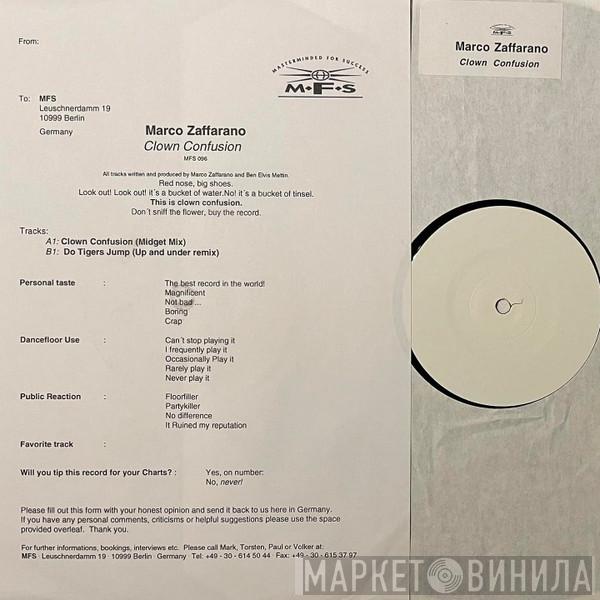 From:
MASTERMINDED FOR SUCCESS
M·F·S
To: MFS
Leuschnerdamm 19
10999 Berlin
Germany
Marco Zaffarano
Clown Confusion
MFS 096
All tracks written and produced by Marco Zaffarano and Ben Elvis Mettin.
Red nose, big shoes.
Look out! Look out! it´s a bucket of water.No! it´s a bucket of tinsel.
This is clown confusion.
Don´t sniff the flower, buy the record.
Tracks:
A1: Clown Confusion (Midget Mix)
B1: Do Tigers Jump (Up and under remix)
Personal taste : The best record in the world!
Magnificent
Not bad ...
Boring
Crap
Dancefloor Use : Can´t stop playing it
I frequently play it
Occasionally Play it
Rarely play it
Never play it
Public Reaction : Floorfiller
Partykiller
No difference
It Ruined my reputation
Favorite track :
Will you tip this record for your Charts? : Yes, on number:
No, never!
Please fill out this form with your honest opinion and send it back to us here in Germany.
If you have any personal comments, criticisms or helpful suggestions please use the space
provided overleaf. Thank you.
For further informations, bookings, interviews etc. Please call Mark, Torsten, Paul or Volker at:
MFS · Leuschnerdamm 19 · 10999 Berlin · Germany Tel: +49 - 30 - 614 50 44 · Fax: +49 - 30 - 615 37 97
M·F·S
Marco Zaffarano
Clown Confusion
МАРКЕТ ВИНИЛА